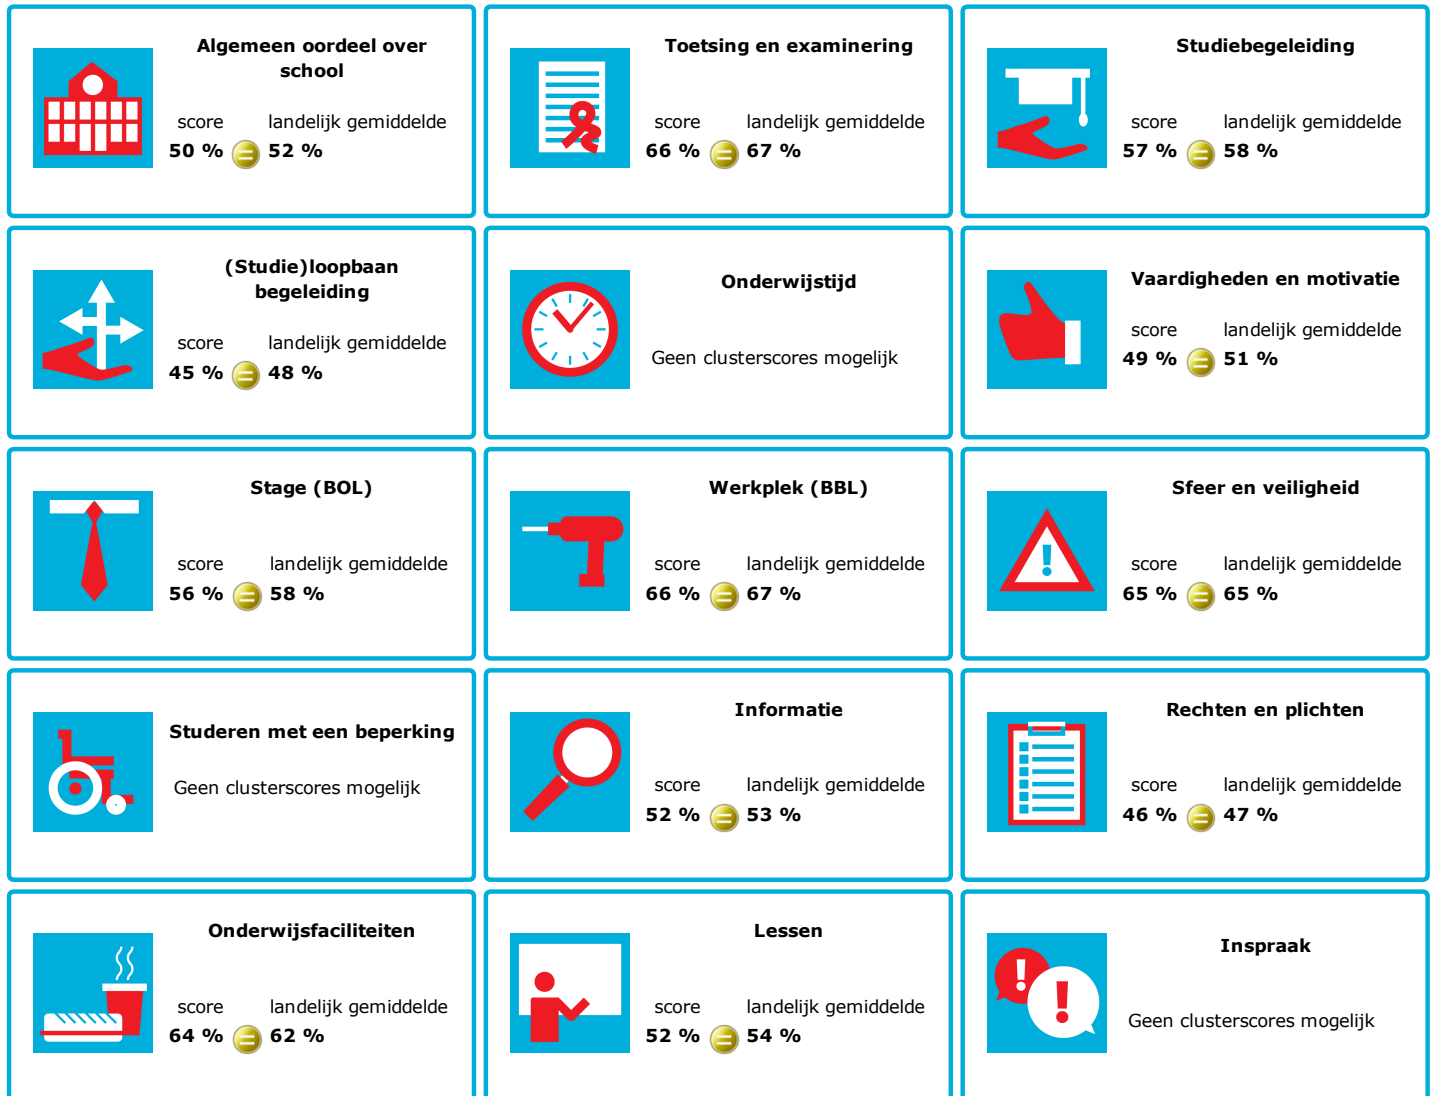 Algemeen oordeel over
school
score landelijk gemiddelde
50 % = 52 %
Toetsing en examinering
score landelijk gemiddelde
66 % = 67 %
Studiebegeleiding
score landelijk gemiddelde
57 % = 58 %
(Studie)loopbaan
begeleiding
score landelijk gemiddelde
45 % = 48 %
Onderwijstijd
Geen clusterscores mogelijk
Vaardigheden en motivatie
score landelijk gemiddelde
49 % = 51 %
Stage (BOL)
score landelijk gemiddelde
56 % = 58 %
Werkplek (BBL)
score landelijk gemiddelde
66 % = 67 %
Sfeer en veiligheid
score landelijk gemiddelde
65 % = 65 %
Studeren met een beperking
Geen clusterscores mogelijk
Informatie
score landelijk gemiddelde
52 % = 53 %
Rechten en plichten
score landelijk gemiddelde
46 % = 47 %
Onderwijsfaciliteiten
score landelijk gemiddelde
64 % = 62 %
Lessen
score landelijk gemiddelde
52 % = 54 %
Inspraak
Geen clusterscores mogelijk